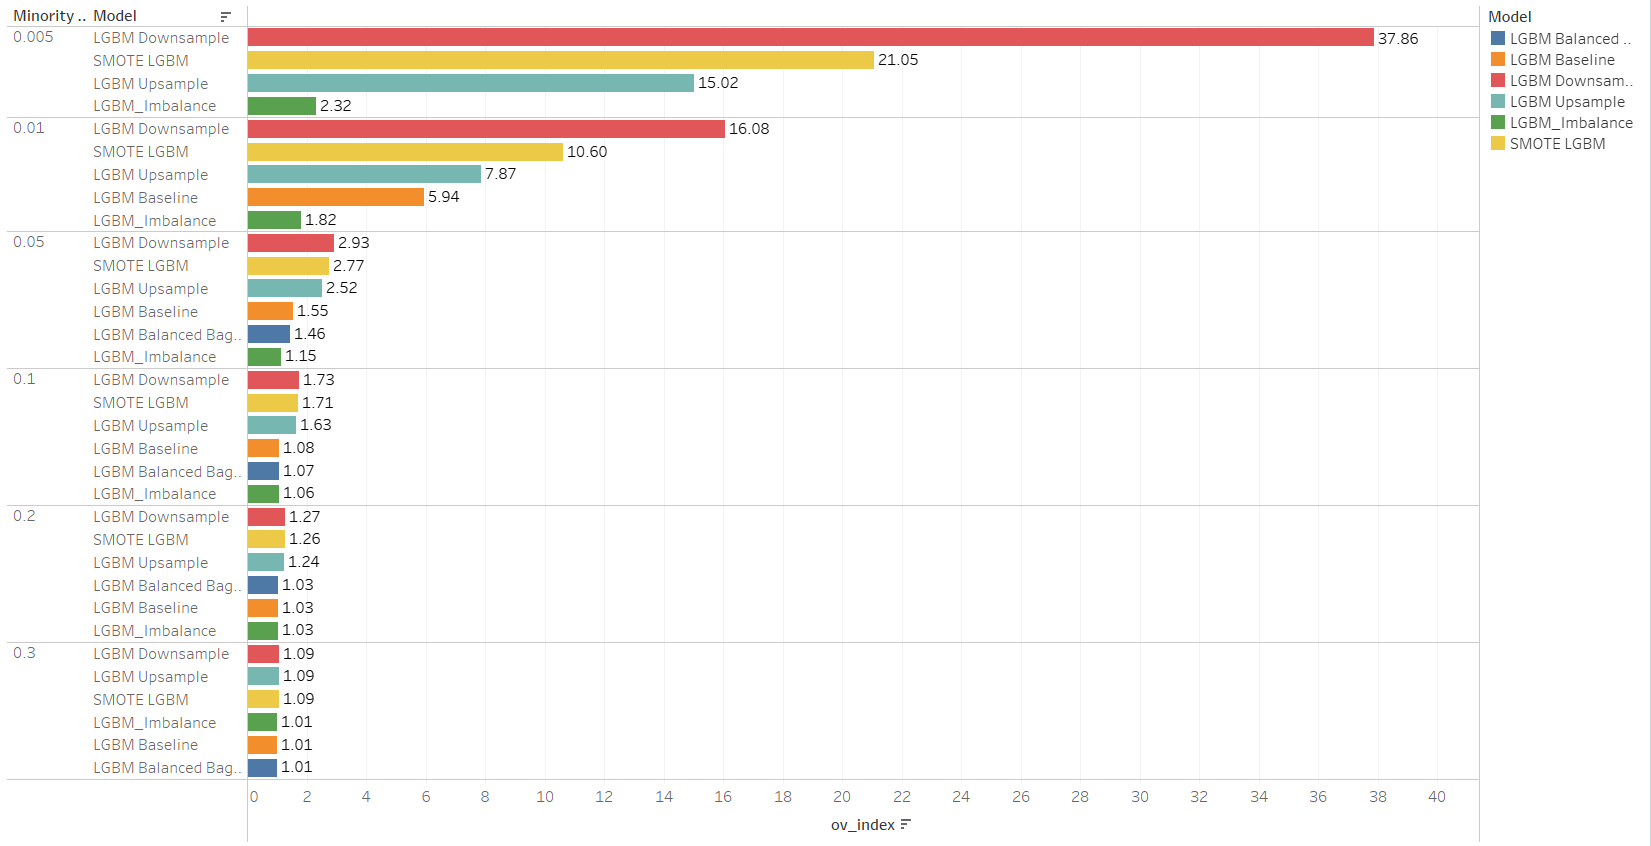 Minority .. Model
0.005 LGBM Downsample 37.86
SMOTE LGBM 21.05
LGBM Upsample 15.02
LGBM_Imbalance 2.32
0.01 LGBM Downsample 16.08
SMOTE LGBM 10.60
LGBM Upsample 7.87
LGBM Baseline 5.94
LGBM_Imbalance 1.82
0.05 LGBM Downsample 2.93
SMOTE LGBM 2.77
LGBM Upsample 2.52
LGBM Baseline 1.55
LGBM Balanced Bag.. 1.46
LGBM_Imbalance 1.15
0.1 LGBM Downsample 1.73
SMOTE LGBM 1.71
LGBM Upsample 1.63
LGBM Baseline 1.08
LGBM Balanced Bag.. 1.07
LGBM_Imbalance 1.06
0.2 LGBM Downsample 1.27
SMOTE LGBM 1.26
LGBM Upsample 1.24
LGBM Balanced Bag.. 1.03
LGBM Baseline 1.03
LGBM_Imbalance 1.03
0.3 LGBM Downsample 1.09
LGBM Upsample 1.09
SMOTE LGBM 1.09
LGBM_Imbalance 1.01
LGBM Baseline 1.01
LGBM Balanced Bag.. 1.01
0 2 4 6 8 10 12 14 16 18 20 22 24 26 28 30 32 34 36 38 40
ov_index
Model
LGBM Balanced ..
LGBM Baseline
LGBM Downsam..
LGBM Upsample
LGBM_Imbalance
SMOTE LGBM